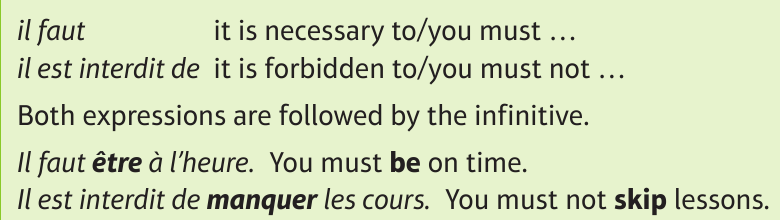 il faut it is necessary to/you must …
il est interdit de it is forbidden to/you must not …
Both expressions are followed by the infinitive.
Il faut être à l'heure. You must be on time.
Il est interdit de manquer les cours. You must not skip lessons.